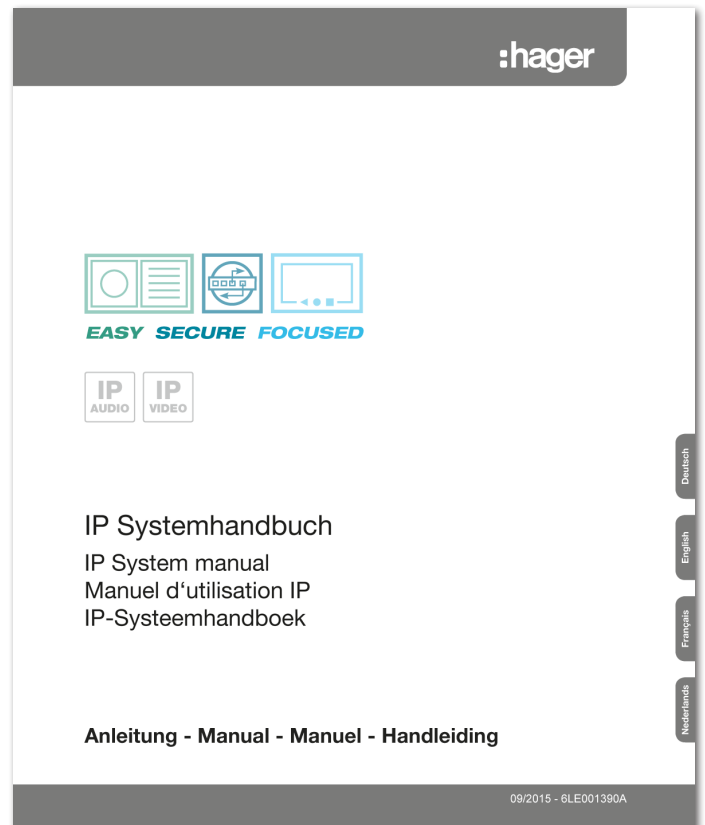 :hager
EASY SECURE FOCUSED
IP AUDIO
IP VIDEO
IP Systemhandbuch
IP System manual
Manuel d‘utilisation IP
IP-Systeemhandboek
Anleitung - Manual - Manuel - Handleiding
Deutsch
English
Français
Nederlands
09/2015 - 6LE001390A